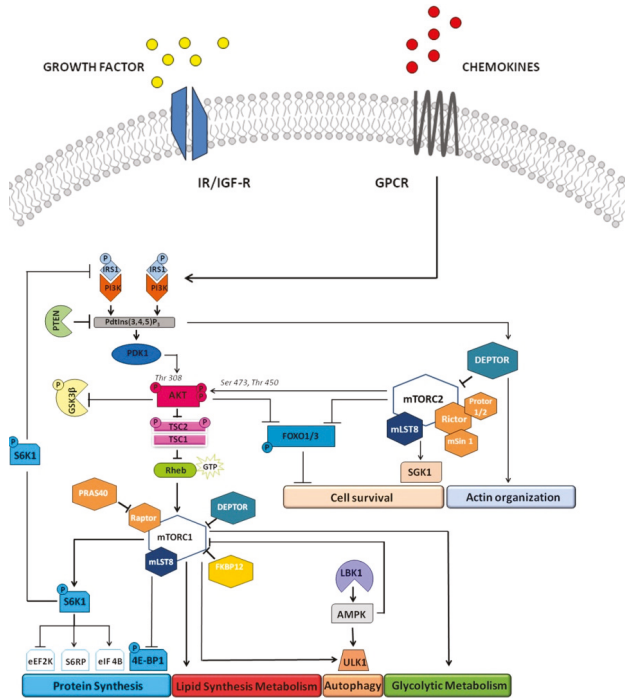 GROWTH FACTOR
CHEMOKINES
IR/IGF-R
GPCR
P
P
IRS1
IRS1
PI3K
PI3K
PTEN
PdtIns(3,4,5)P3
PDK1
DEPTOR
Thr 308
Ser 473, Thr 450
P
GSK3β
P
P
AKT
P
P
mTORC2
Protor
1/2
Rictor
mLST8
mSin 1
P
P
TSC2
TSC1
FOXO1/3
P
P
S6K1
Rheb
GTP
SGK1
Cell survival
Actin organization
PRAS40
Raptor
DEPTOR
mTORC1
mLST8
FKBP12
LBK1
P
S6K1
AMPK
eEF2K
S6RP
eIF 4B
P
4E-BP1
ULK1
Protein Synthesis
Lipid Synthesis Metabolism
Autophagy
Glycolytic Metabolism